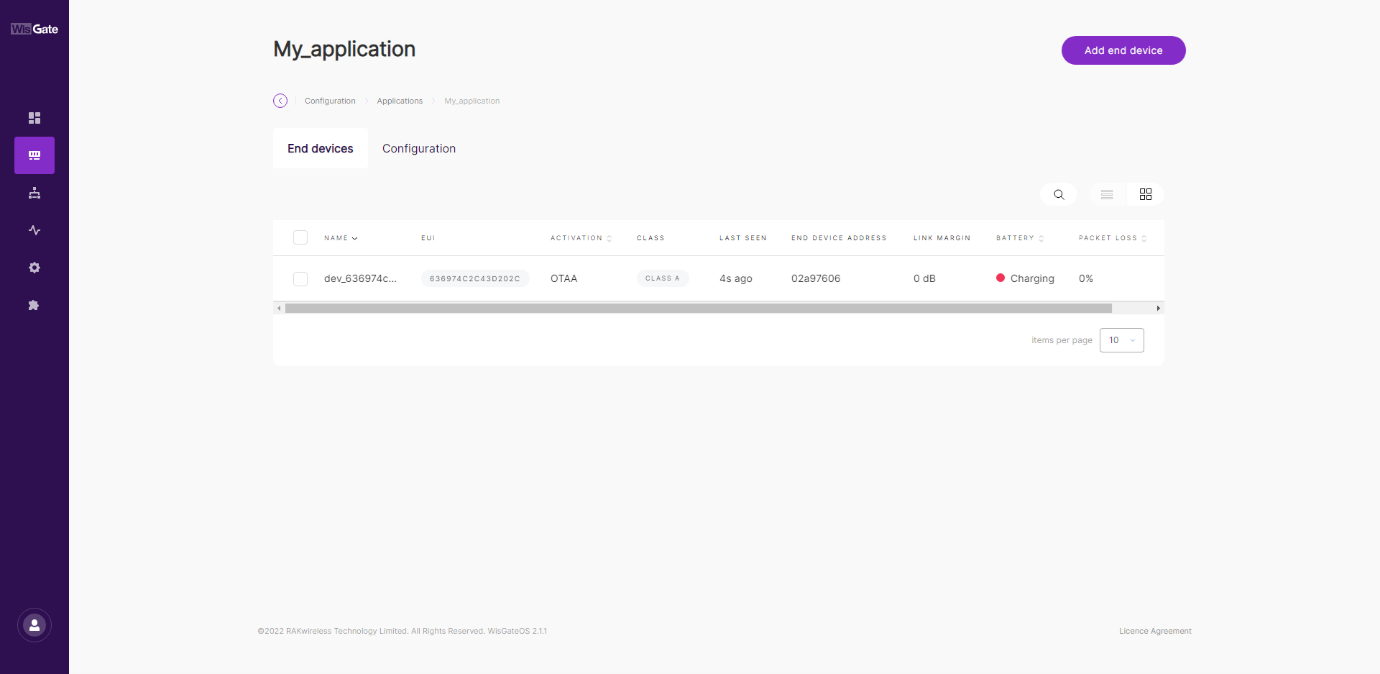 WisGate
My_application
Add end device
Configuration
Applications
My_application
End devices
Configuration
NAME
EUI
ACTIVATION
CLASS
LAST SEEN
END DEVICE ADDRESS
LINK MARGIN
BATTERY
PACKET LOSS
dev_636974c...
636974C2C43D202C
OTAA
CLASS A
4s ago
02a97606
0 dB
Charging
0%
items per page
10
©2022 RAKwireless Technology Limited. All Rights Reserved. WisGateOS 2.1.1
Licence Agreement